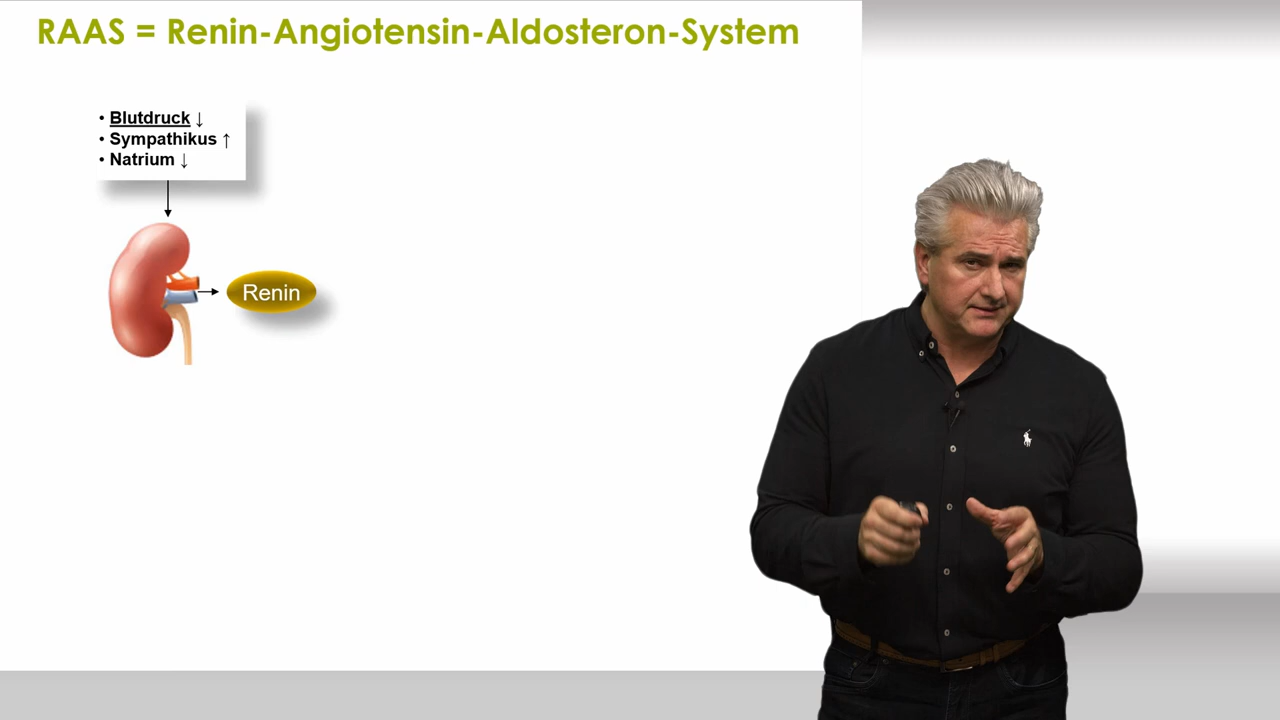 RAAS = Renin-Angiotensin-Aldosteron-System
• Blutdruck ↓
• Sympathikus ↑
• Natrium ↓
Renin